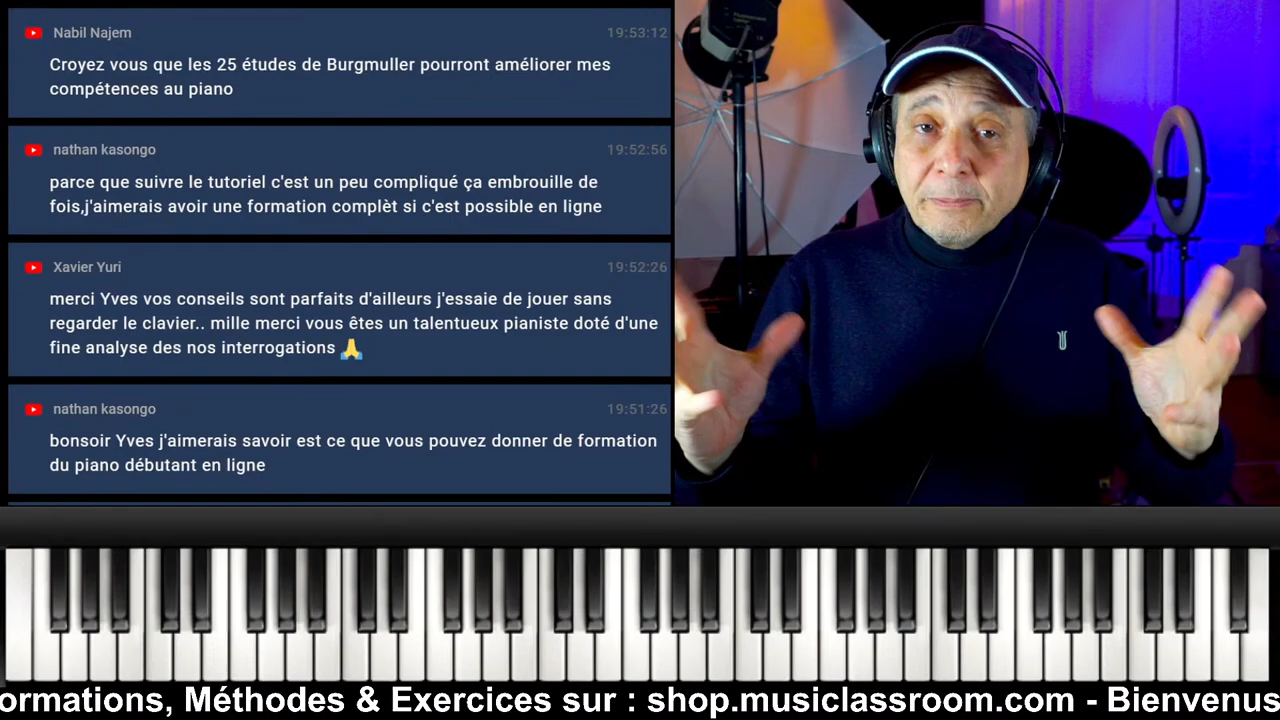 Nabil Najem 19:53:12
Croyez vous que les 25 études de Burgmuller pourront améliorer mes
compétences au piano
nathan kasongo 19:52:56
parce que suivre le tutoriel c'est un peu compliqué ça embrouille de
fois,j'aimerais avoir une formation complèt si c'est possible en ligne
Xavier Yuri 19:52:26
merci Yves vos conseils sont parfaits d'ailleurs j'essaie de jouer sans
regarder le clavier.. mille merci vous êtes un talentueux pianiste doté d'une
fine analyse des nos interrogations 🙏
nathan kasongo 19:51:26
bonsoir Yves j'aimerais savoir est ce que vous pouvez donner de formation
du piano débutant en ligne
ormations, Méthodes & Exercices sur : shop.musiclassroom.com - Bienvenus